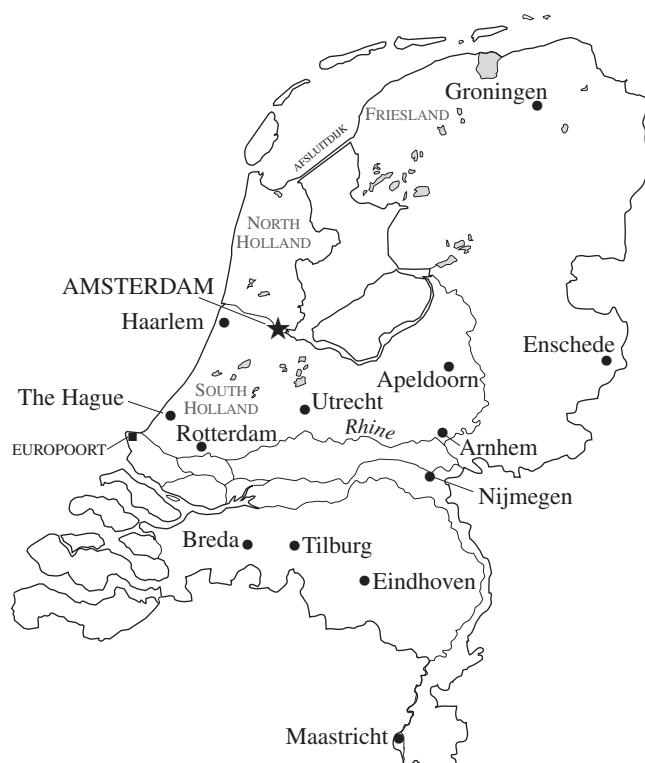 Groningen
FRIESLAND
AFSLUITDIJK
NORTH
HOLLAND
AMSTERDAM
Haarlem
Enschede
Apeldoorn
The Hague
SOUTH
HOLLAND
Utrecht
Rhine
Rotterdam
Arnhem
EUROPOORT
Nijmegen
Breda
Tilburg
Eindhoven
Maastricht